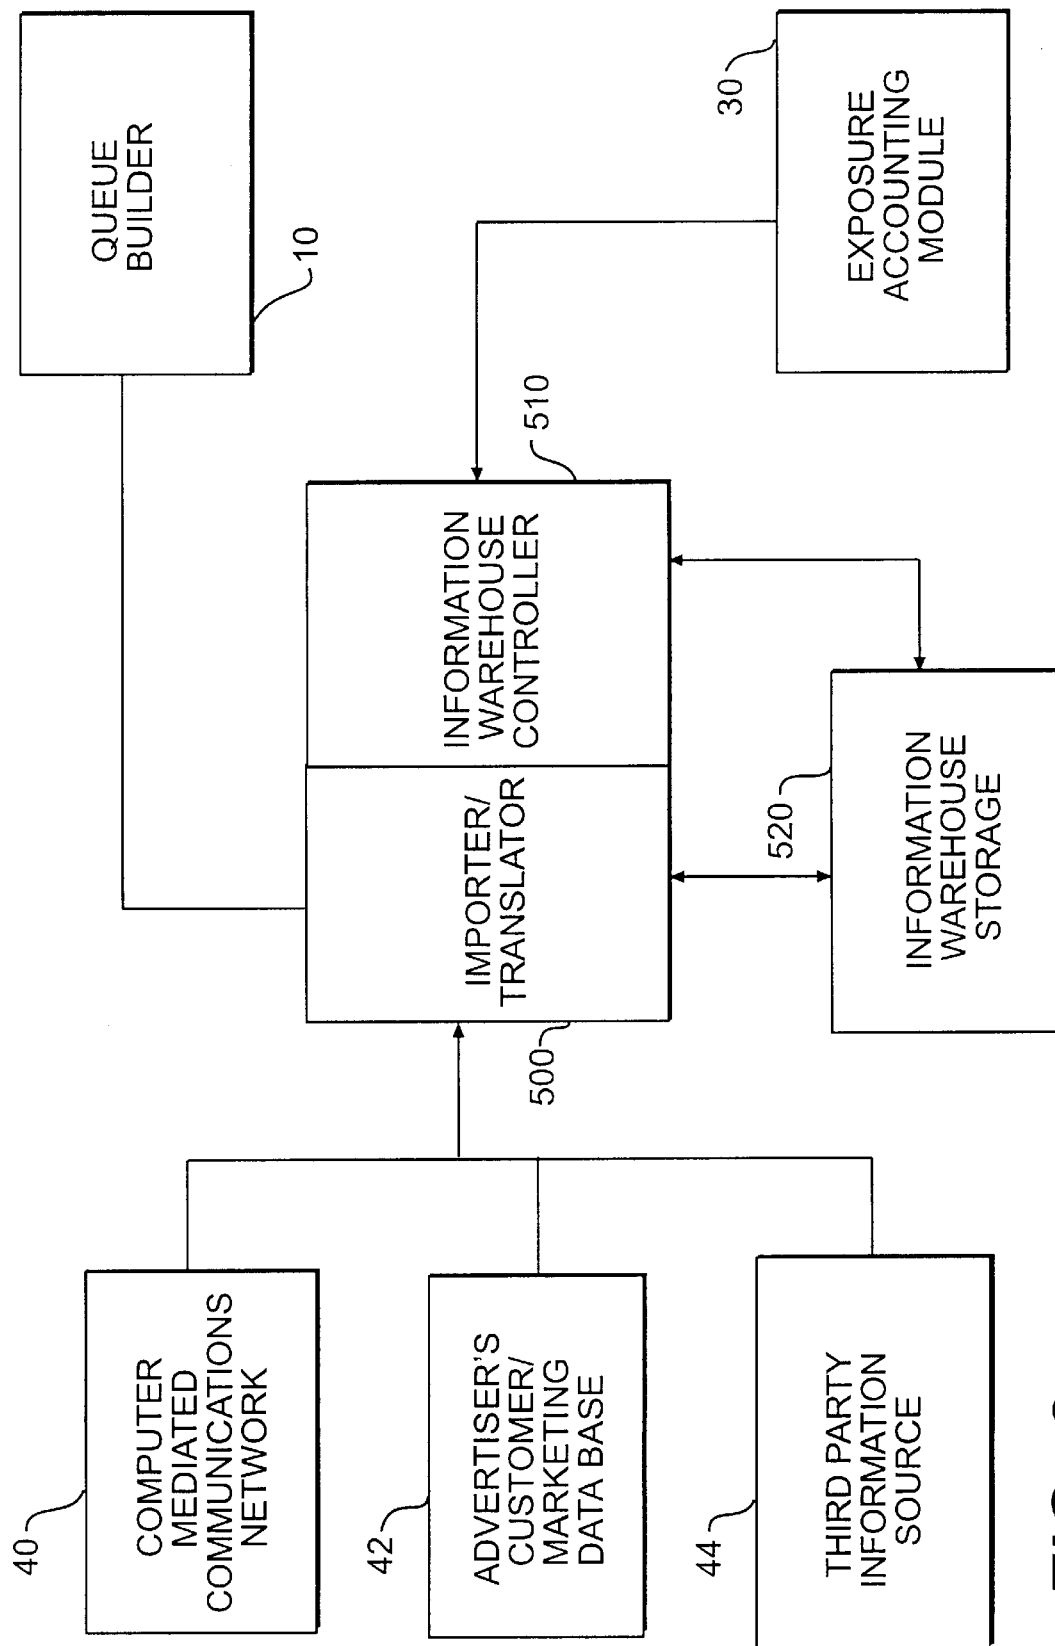 40
COMPUTER
MEDIATED
COMMUNICATIONS
NETWORK
42
ADVERTISER'S
CUSTOMER/
MARKETING
DATA BASE
44
THIRD PARTY
INFORMATION
SOURCE
500
IMPORTER/
TRANSLATOR
INFORMATION
WAREHOUSE
CONTROLLER
510
520
INFORMATION
WAREHOUSE
STORAGE
QUEUE
BUILDER
10
30
EXPOSURE
ACCOUNTING
MODULE